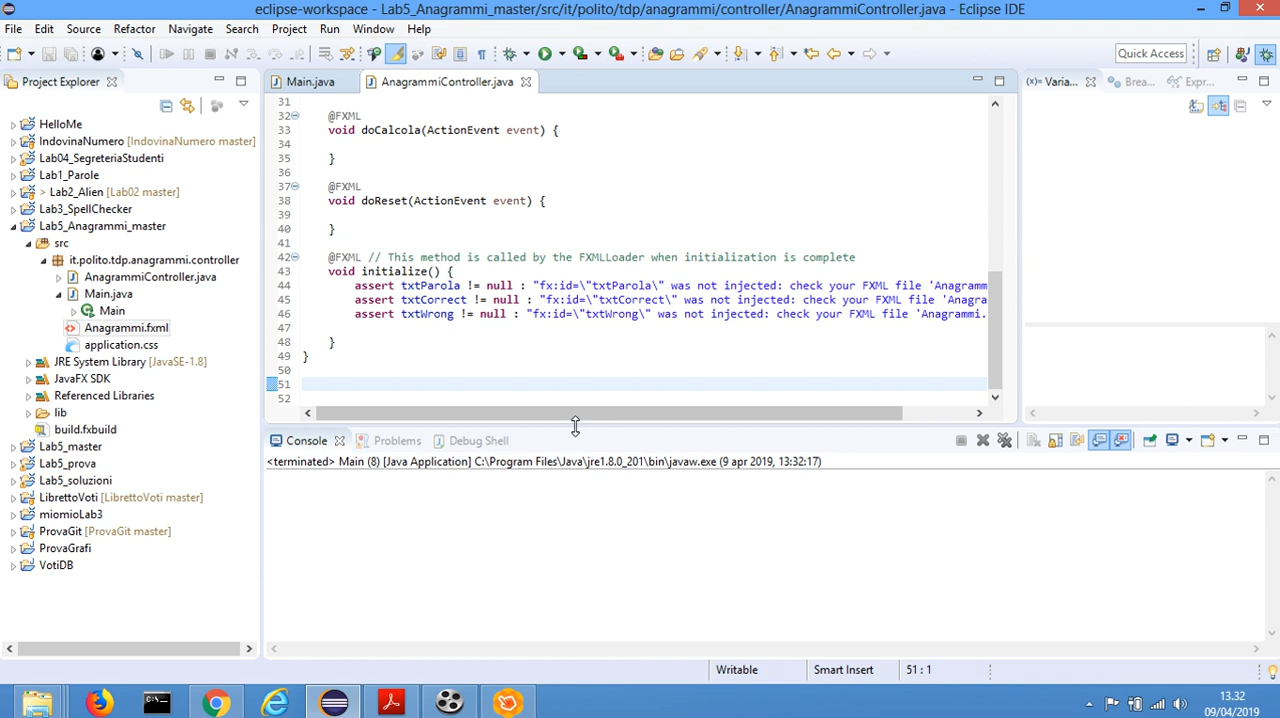 eclipse-workspace - Lab5_Anagrammi_master/src/it/polito/tdp/anagrammi/controller/AnagrammiController.java - Eclipse IDE
File Edit Source Refactor Navigate Search Project Run Window Help
Quick Access
Project Explorer
Main.java
AnagrammiController.java
Varia...
Brea...
Expr...
HelloMe
IndovinaNumero [IndovinaNumero master]
Lab04_SegreteriaStudenti
Lab1_Parole
> Lab2_Alien [Lab02 master]
Lab3_SpellChecker
Lab5_Anagrammi_master
src
it.polito.tdp.anagrammi.controller
AnagrammiController.java
Main.java
Main
Anagrammi.fxml
application.css
JRE System Library [JavaSE-1.8]
JavaFX SDK
Referenced Libraries
lib
build.fxbuild
Lab5_master
Lab5_prova
Lab5_soluzioni
LibrettoVoti [LibrettoVoti master]
miomioLab3
ProvaGit [ProvaGit master]
ProvaGrafi
VotiDB
31
32 @FXML
33 void doCalcola(ActionEvent event) {
34
35 }
36
37 @FXML
38 void doReset(ActionEvent event) {
39
40 }
41
42 @FXML // This method is called by the FXMLLoader when initialization is complete
43 void initialize() {
44 assert txtParola != null : "fx:id=\"txtParola\" was not injected: check your FXML file 'Anagramm
45 assert txtCorrect != null : "fx:id=\"txtCorrect\" was not injected: check your FXML file 'Anagra
46 assert txtWrong != null : "fx:id=\"txtWrong\" was not injected: check your FXML file 'Anagrammi.
47
48 }
49 }
50
51
52
Console
Problems
Debug Shell
<terminated> Main (8) [Java Application] C:\Program Files\Java\jre1.8.0_201\bin\javaw.exe (9 apr 2019, 13:32:17)
Writable
Smart Insert
51 : 1
13.32
09/04/2019